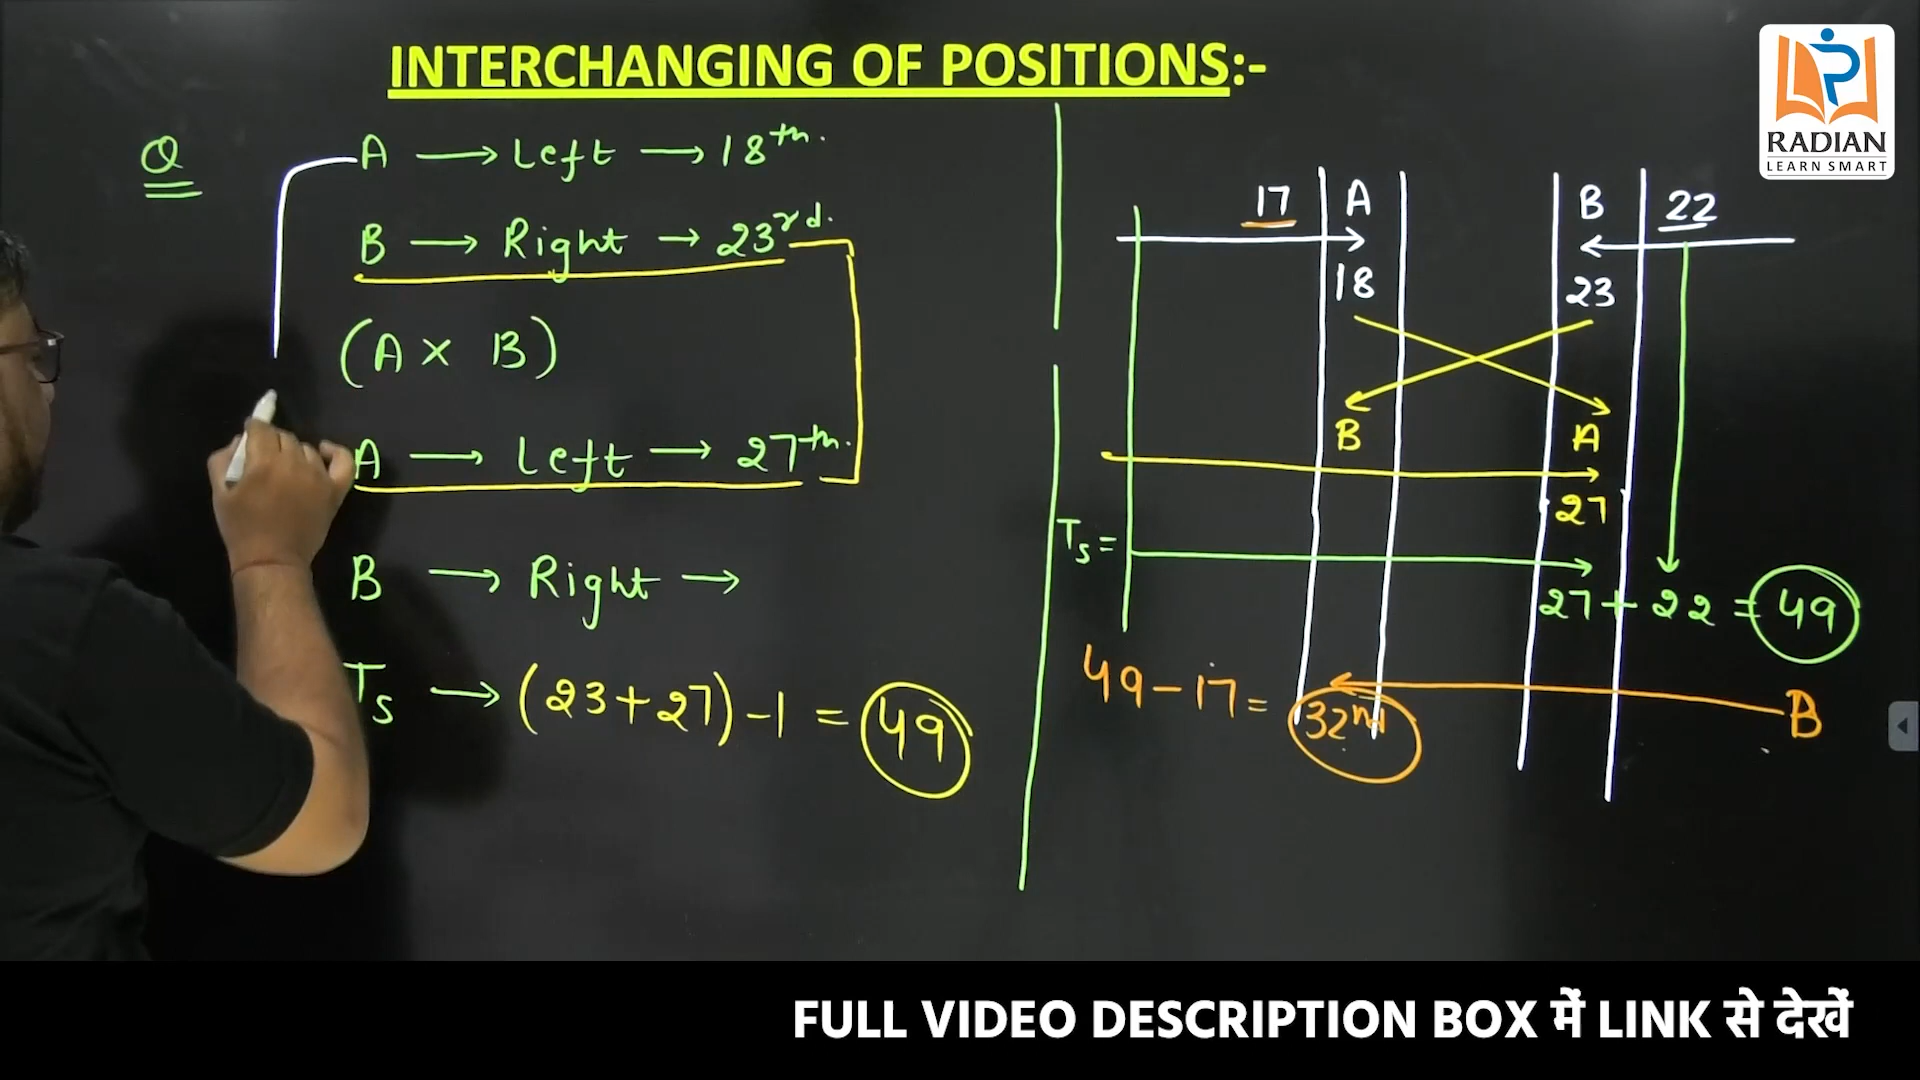 INTERCHANGING OF POSITIONS:-
RADIAN
LEARN SMART
Q
A → Left → 18th.
B → Right → 23rd.
(A × B)
A → Left → 27th.
B → Right →
Ts → (23+27)-1 = 49
17 A B 22
18 23
B A
27
Ts =
27 + 22 = 49
49-17 = 32nd B
FULL VIDEO DESCRIPTION BOX में LINK से देखें